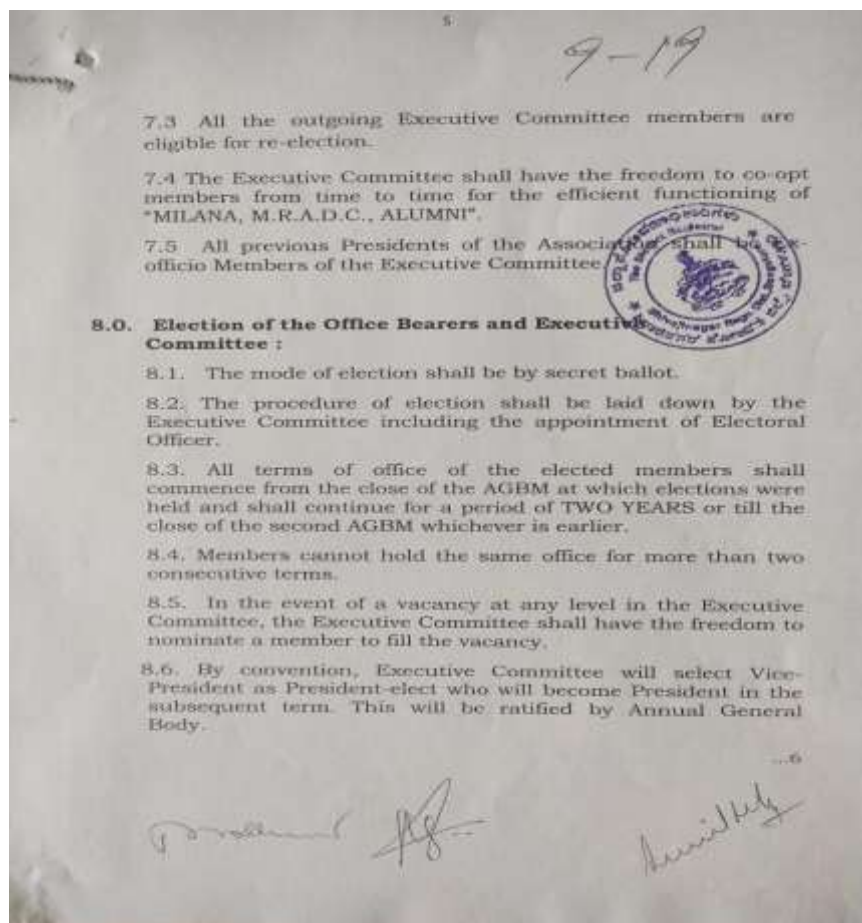 5
9-19
7.3 All the outgoing Executive Committee members are
eligible for re-election.
7.4 The Executive Committee shall have the freedom to co-opt
members from time to time for the efficient functioning of
"MILANA, M.R.A.D.C., ALUMNI".
7.5 All previous Presidents of the Association shall be Ex-
officio Members of the Executive Committee
8.0. Election of the Office Bearers and Executive
Committee :
8.1. The mode of election shall be by secret ballot.
8.2. The procedure of election shall be laid down by the
Executive Committee including the appointment of Electoral
Officer.
8.3. All terms of office of the elected members shall
commence from the close of the AGBM at which elections were
held and shall continue for a period of TWO YEARS or till the
close of the second AGBM whichever is earlier.
8.4. Members cannot hold the same office for more than two
consecutive terms.
8.5. In the event of a vacancy at any level in the Executive
Committee, the Executive Committee shall have the freedom to
nominate a member to fill the vacancy.
8.6. By convention, Executive Committee will select Vice-
President as President-elect who will become President in the
subsequent term. This will be ratified by Annual General
Body.
...6